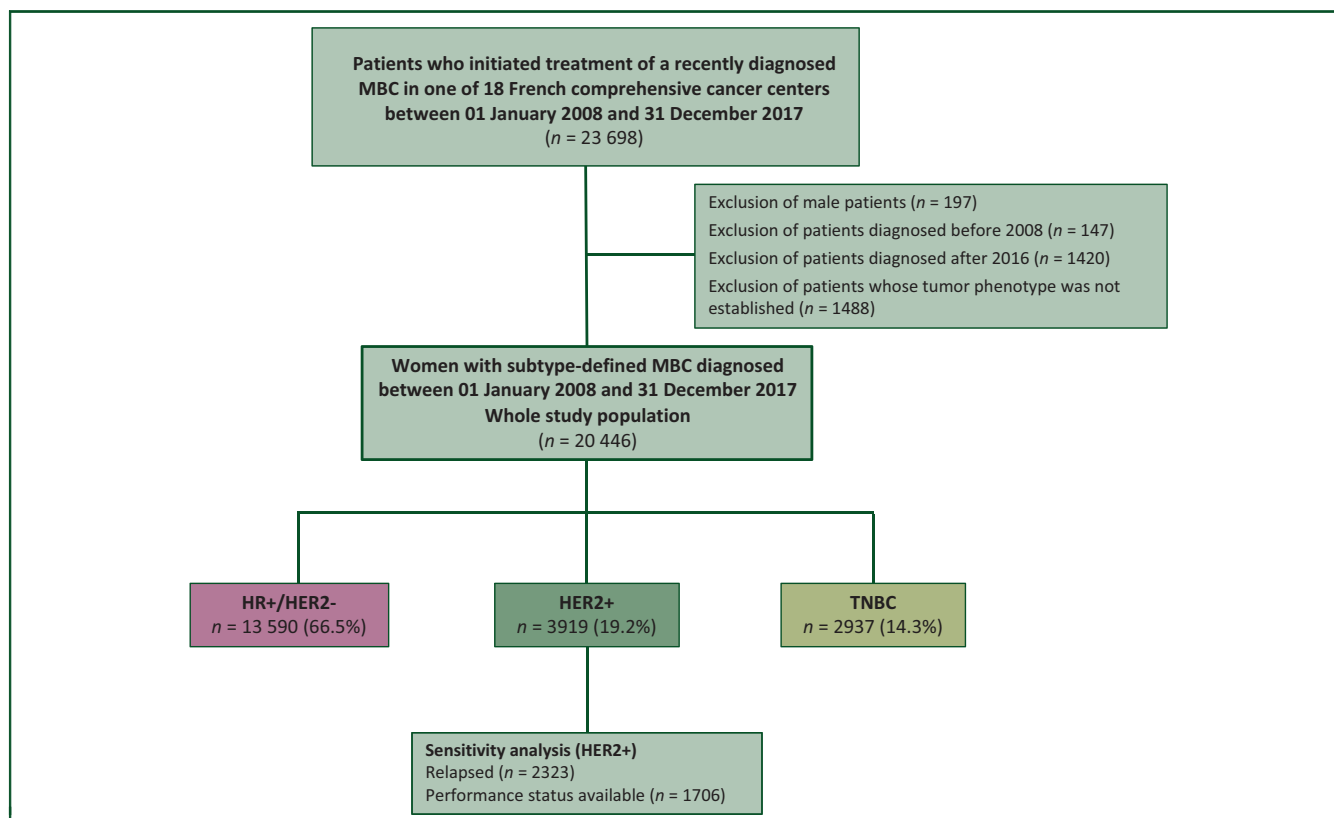 Patients who initiated treatment of a recently diagnosed
MBC in one of 18 French comprehensive cancer centers
between 01 January 2008 and 31 December 2017
(n = 23 698)
Exclusion of male patients (n = 197)
Exclusion of patients diagnosed before 2008 (n = 147)
Exclusion of patients diagnosed after 2016 (n = 1420)
Exclusion of patients whose tumor phenotype was not
established (n = 1488)
Women with subtype-defined MBC diagnosed
between 01 January 2008 and 31 December 2017
Whole study population
(n = 20 446)
HR+/HER2-
n = 13 590 (66.5%)
HER2+
n = 3919 (19.2%)
TNBC
n = 2937 (14.3%)
Sensitivity analysis (HER2+)
Relapsed (n = 2323)
Performance status available (n = 1706)